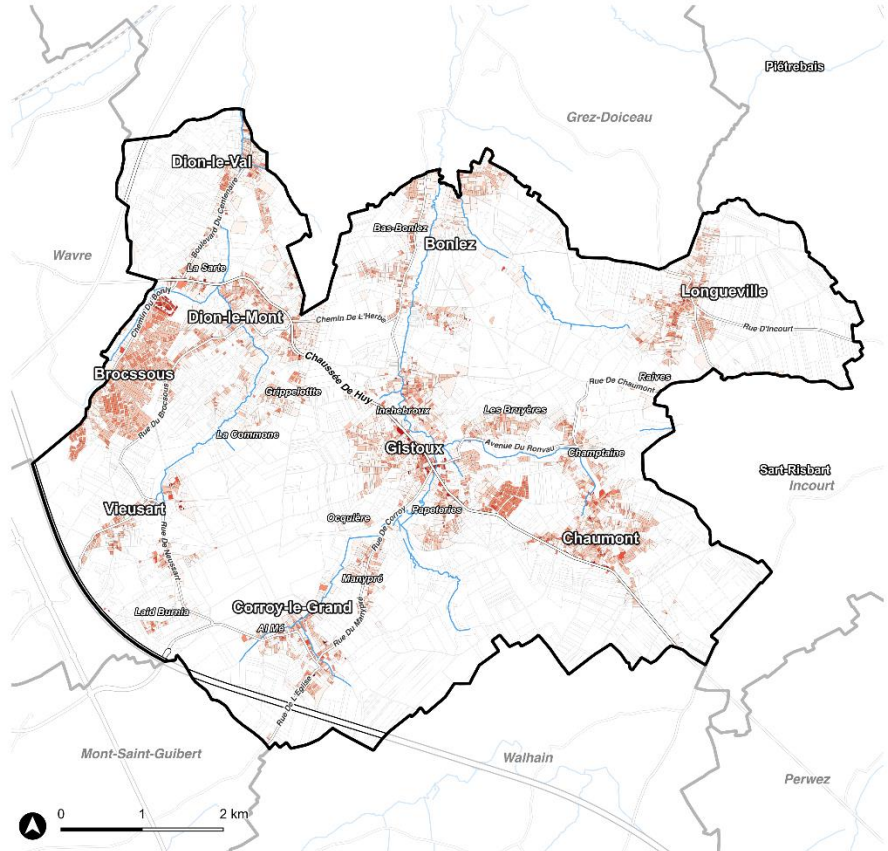 Piétrebais
Grez-Doiceau
Dion-le-Val
Boulevard Du Centenaire
Bas-Bonlez
Bonlez
Wavre
La Sarte
Longueville
Chemin Du Bordy
Dion-le-Mont
Chemin De L'Herbe
Rue D'Incourt
Chaussée De Huy
Brocssous
Raives
Rue De Chaumont
Grippelotte
Inchebroux
Les Bruyères
Rue Du Brocsous
La Commone
Gistoux
Avenue Du Ronvau
Champtaine
Sart-Risbart
Incourt
Vieusart
Papeteries
Ocquière
Rue De Corroy
Chaumont
Rue De Neussart
Manypré
Laid Burnia
Corroy-le-Grand
Al Mé
Rue Du Manypré
Rue De L'Eglise
Mont-Saint-Guibert
Walhain
Perwez
0 1 2 km